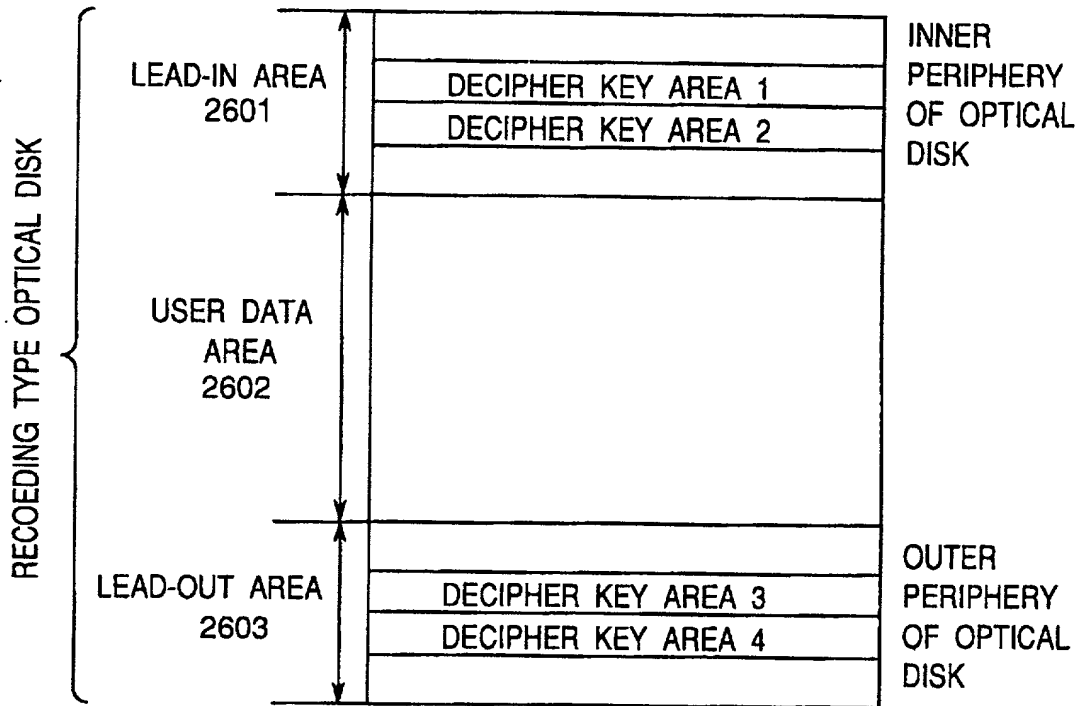 RECOEDING TYPE OPTICAL DISK
LEAD-IN AREA
2601
DECIPHER KEY AREA 1
DECIPHER KEY AREA 2
INNER
PERIPHERY
OF OPTICAL
DISK
USER DATA
AREA
2602
LEAD-OUT AREA
2603
DECIPHER KEY AREA 3
DECIPHER KEY AREA 4
OUTER
PERIPHERY
OF OPTICAL
DISK